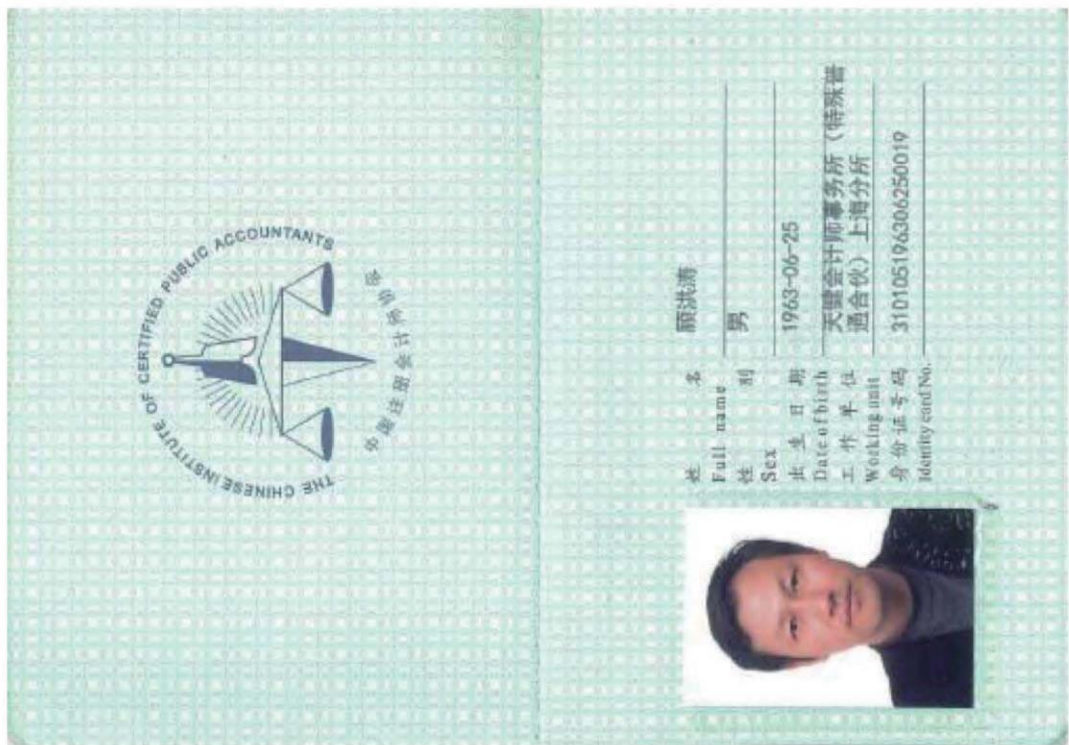 THE CHINESE INSTITUTE OF CERTIFIED PUBLIC ACCOUNTANTS
中国注册会计师协会
姓 名 顾洪涛
Full name
性 别 男
Sex
出 生 日 期 1963-06-25
Date of birth
工 作 单 位 天健会计师事务所（特殊普
Working unit 通合伙）上海分所
身份证号码 310105196306250019
Identity card No.